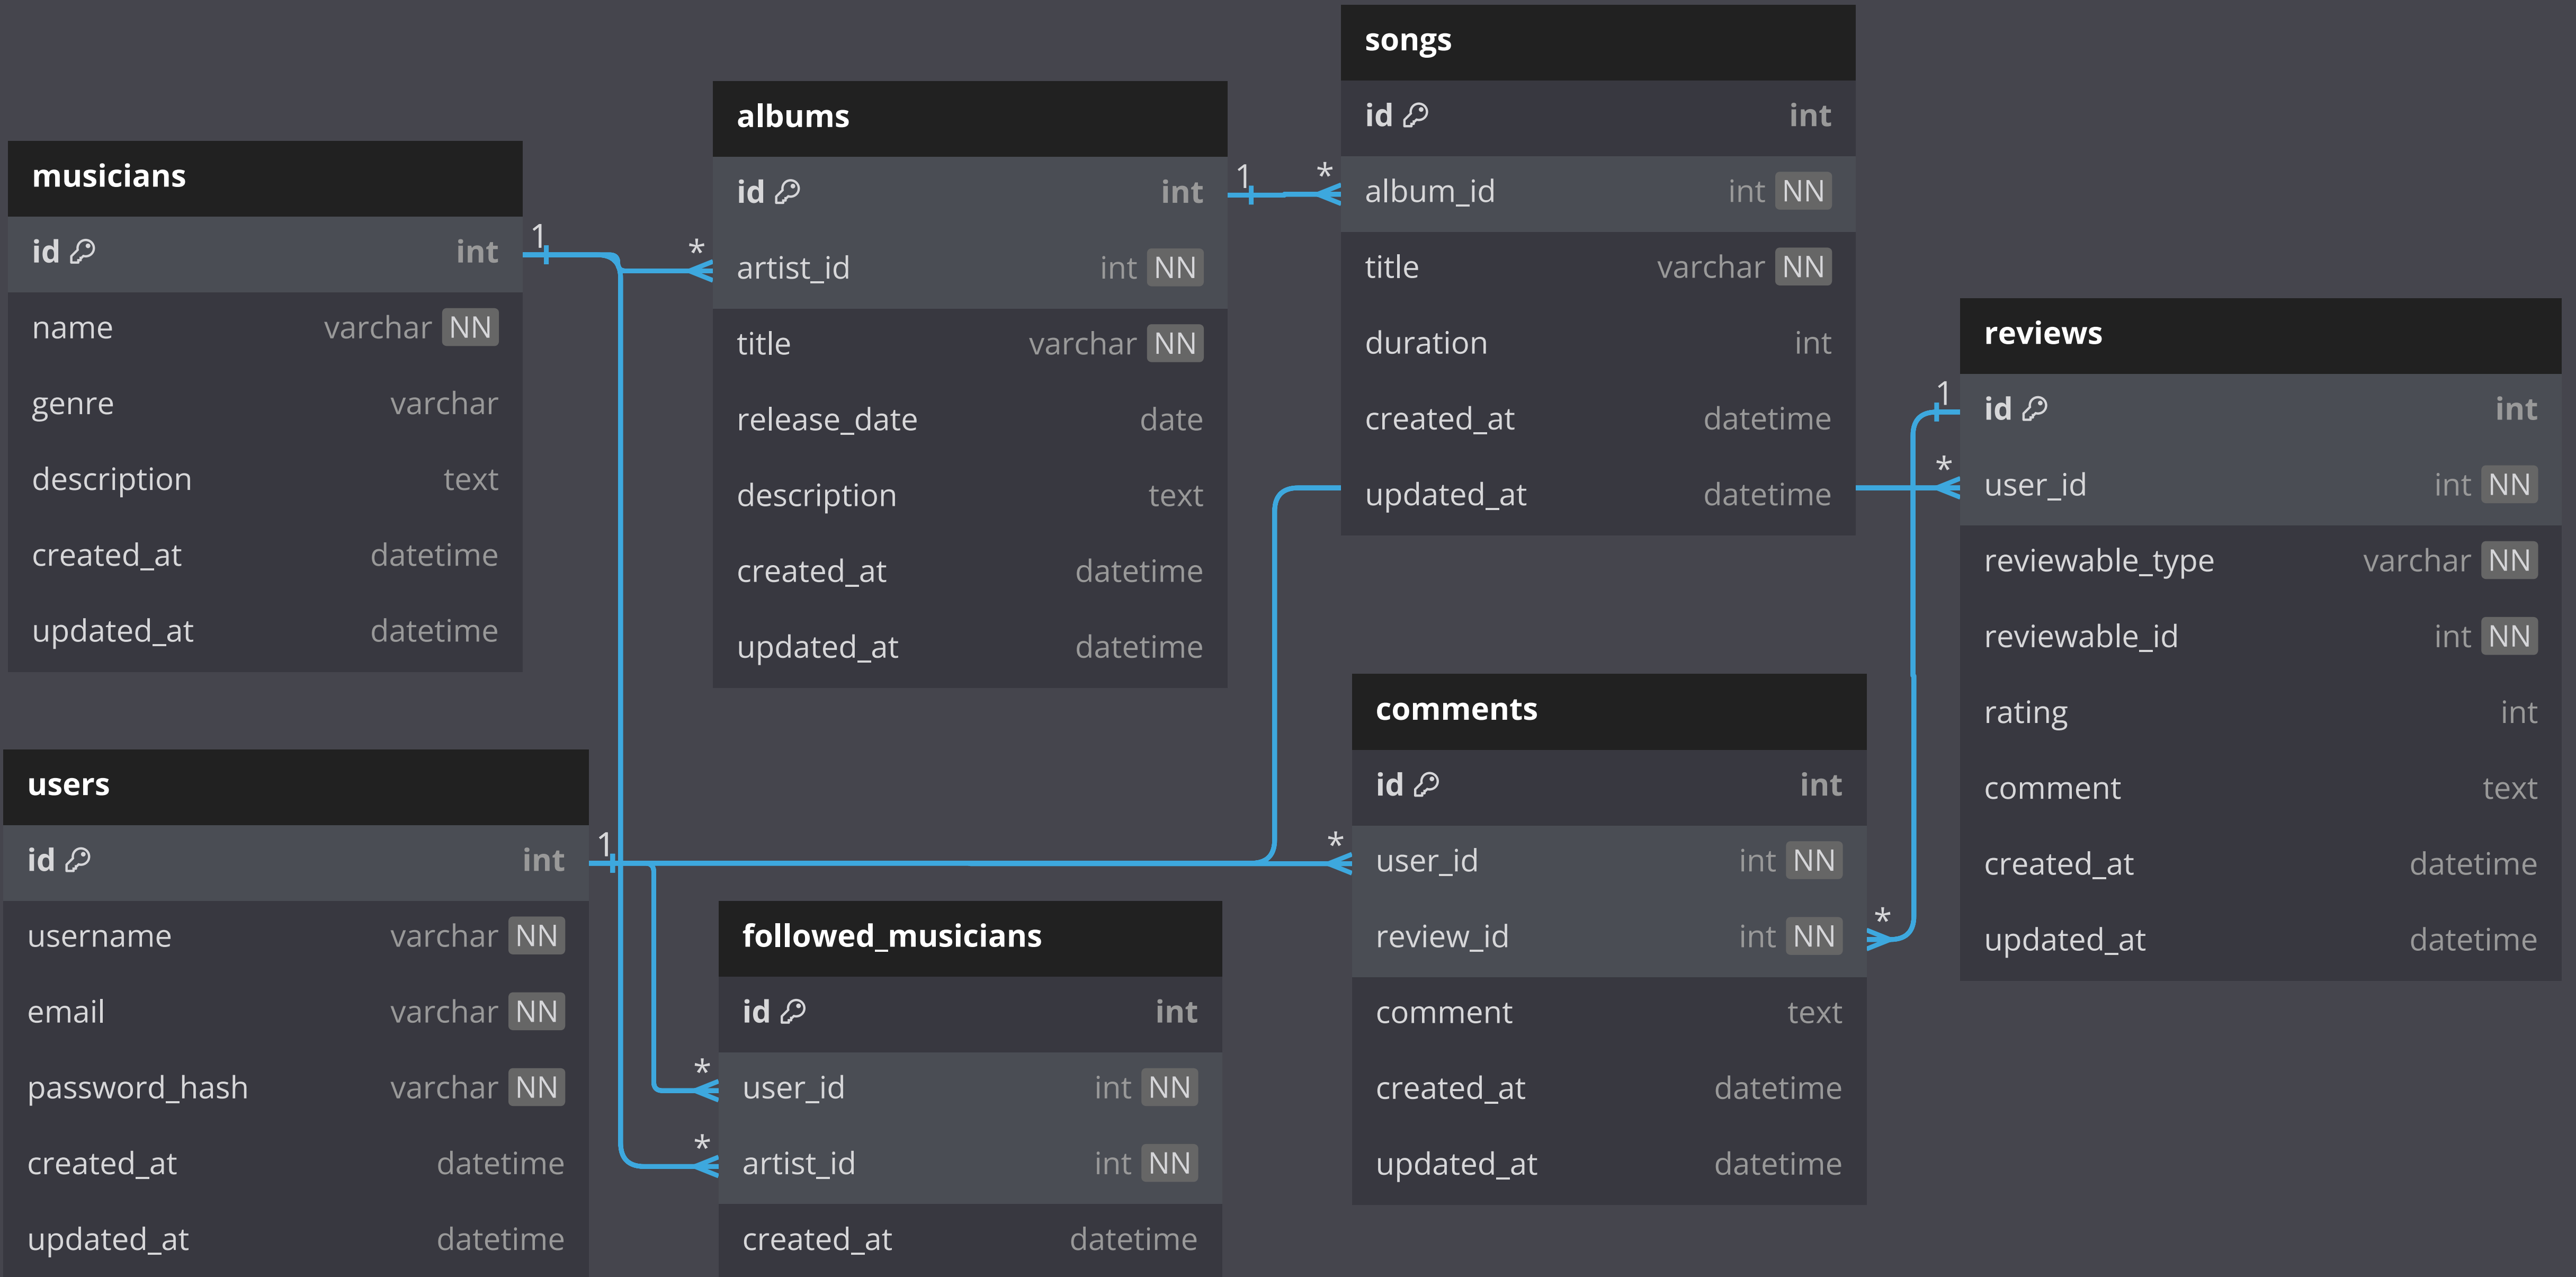 musicians
id int
name varchar NN
genre varchar
description text
created_at datetime
updated_at datetime
1
*
albums
id int
artist_id int NN
title varchar NN
release_date date
description text
created_at datetime
updated_at datetime
1
*
songs
id int
album_id int NN
title varchar NN
duration int
created_at datetime
updated_at datetime
1
*
reviews
id int
user_id int NN
reviewable_type varchar NN
reviewable_id int NN
rating int
comment text
created_at datetime
updated_at datetime
users
id int
username varchar NN
email varchar NN
password_hash varchar NN
created_at datetime
updated_at datetime
1
*
*
followed_musicians
id int
user_id int NN
artist_id int NN
created_at datetime
*
comments
id int
user_id int NN
review_id int NN
comment text
created_at datetime
updated_at datetime
*